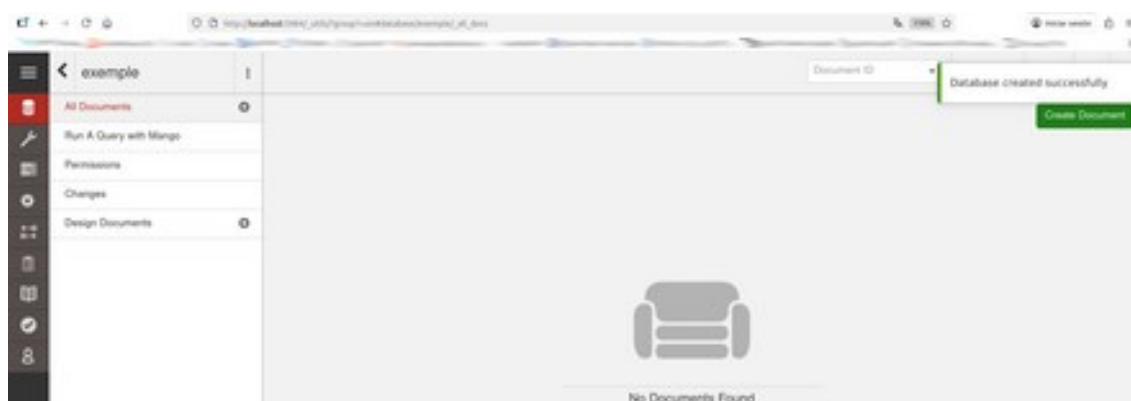 exemple
Document ID
Database created successfully
All Documents
Create Document
Run A Query with Mango
Permissions
Changes
Design Documents
No Documents Found